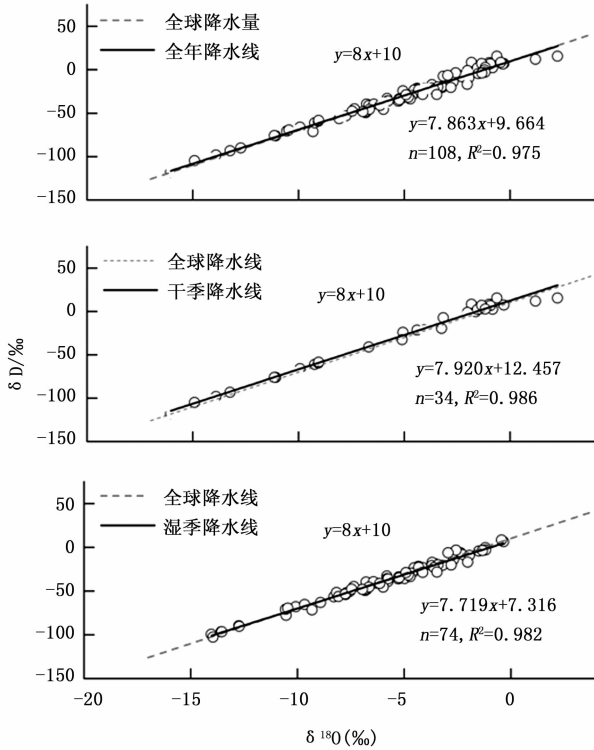 全球降水量
全年降水线
y=8x+10
y=7.863x+9.664
n=108, R²=0.975
50
0
−50
−100
−150
全球降水线
干季降水线
y=8x+10
y=7.920x+12.457
n=34, R²=0.986
50
0
−50
−100
−150
δD/‰
全球降水线
湿季降水线
y=8x+10
y=7.719x+7.316
n=74, R²=0.982
50
0
−50
−100
−150
−20 −15 −10 −5 0
δ¹⁸O(‰)